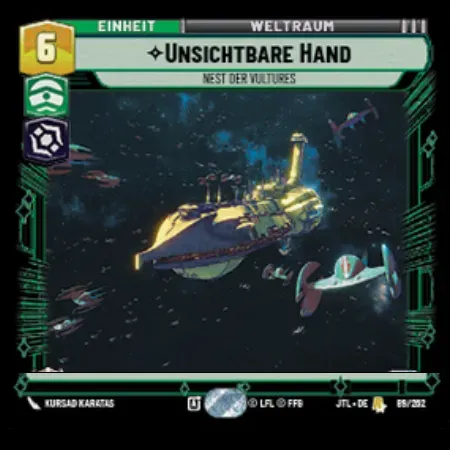 EINHEIT WELTRAUM
6 UNSICHTBARE HAND
NEST DER VULTURES
KURSAD KARATAS © LFL © FFG JTL • DE 89/262